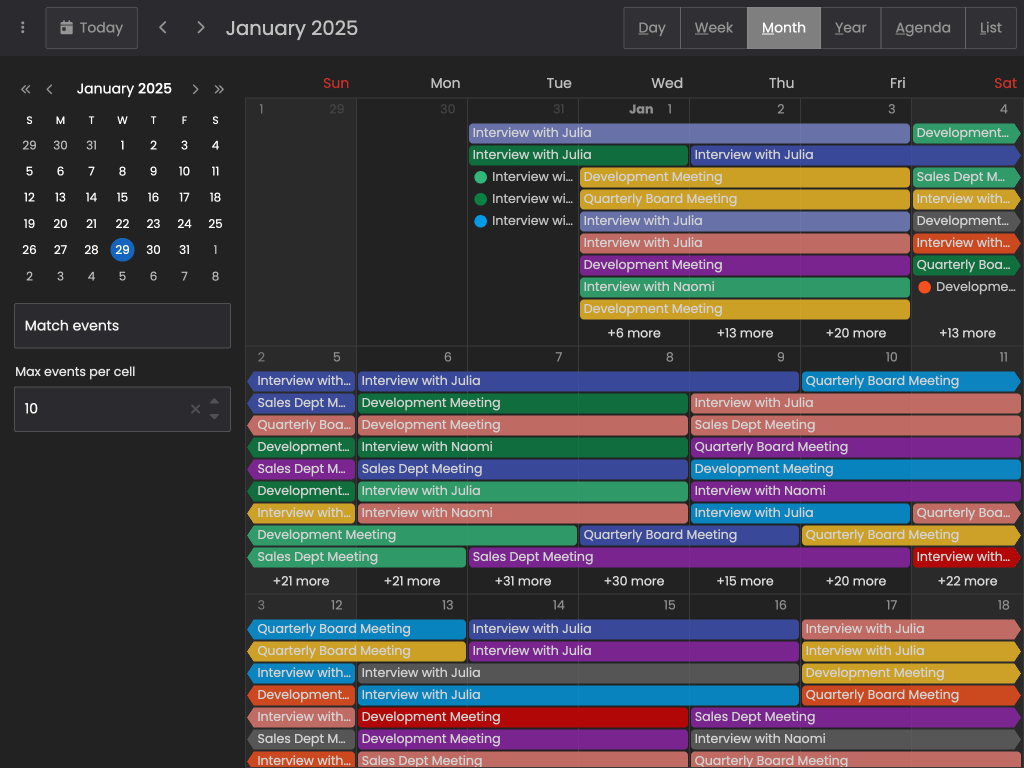 Today January 2025 Day Week Month Year Agenda List
January 2025
S M T W T F S
29 30 31 1 2 3 4
5 6 7 8 9 10 11
12 13 14 15 16 17 18
19 20 21 22 23 24 25
26 27 28 29 30 31 1
2 3 4 5 6 7 8
Match events
Max events per cell
10
Sun Mon Tue Wed Thu Fri Sat
1 29 30 31 Jan 1 2 3 4
Interview with Julia Development...
Interview with Julia Interview with Julia
Interview wi... Development Meeting Sales Dept M...
Interview wi... Quarterly Board Meeting Interview with...
Interview wi... Interview with Julia Development...
Interview with Julia Interview with...
Development Meeting Quarterly Boa...
Interview with Naomi Developme...
Development Meeting
+6 more +13 more +20 more +13 more
2 5 6 7 8 9 10 11
Interview with... Interview with Julia Quarterly Board Meeting
Sales Dept M... Development Meeting Interview with Julia
Quarterly Boa... Development Meeting Sales Dept Meeting
Development... Interview with Naomi Quarterly Board Meeting
Sales Dept M... Sales Dept Meeting Development Meeting
Development... Interview with Julia Interview with Naomi
Interview with... Interview with Naomi Interview with Julia Quarterly Boa...
Development Meeting Quarterly Board Meeting Quarterly Board Meeting
Sales Dept Meeting Sales Dept Meeting Interview with...
+21 more +21 more +31 more +30 more +15 more +20 more +22 more
3 12 13 14 15 16 17 18
Quarterly Board Meeting Interview with Julia Interview with Julia
Quarterly Board Meeting Interview with Julia Interview with Julia
Interview with... Interview with Julia Development Meeting
Development... Interview with Julia Quarterly Board Meeting
Interview with... Development Meeting Sales Dept Meeting
Sales Dept M... Development Meeting Interview with Naomi
Interview with... Sales Dept Meeting Quarterly Board Meeting